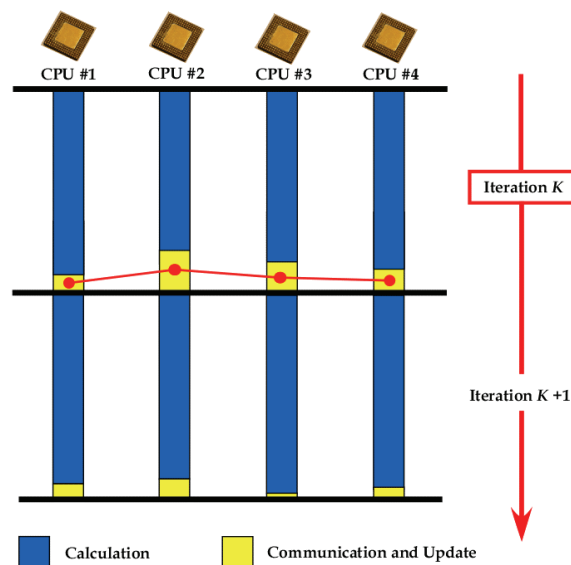 CPU #1 CPU #2 CPU #3 CPU #4
Iteration K
Iteration K +1
Calculation
Communication and Update